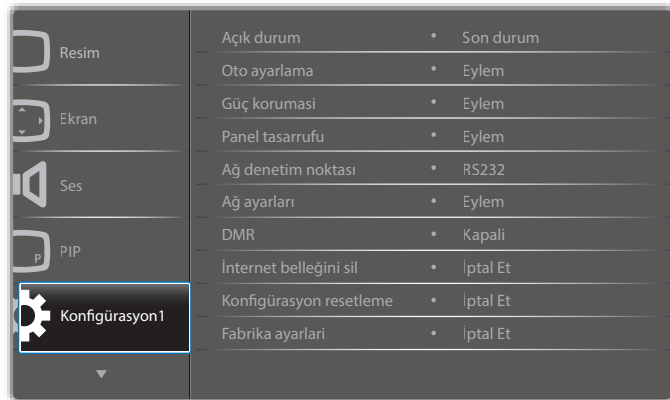 Resim
Ekran
Ses
P
PIP
Konfigürasyon1
Açık durum • Son durum
Oto ayarlama • Eylem
Güç korumasi • Eylem
Panel tasarrufu • Eylem
Ağ denetim noktası • RS232
Ağ ayarları • Eylem
DMR • Kapali
İnternet belleğini sil • İptal Et
Konfigürasyon resetleme • İptal Et
Fabrika ayarlari • İptal Et